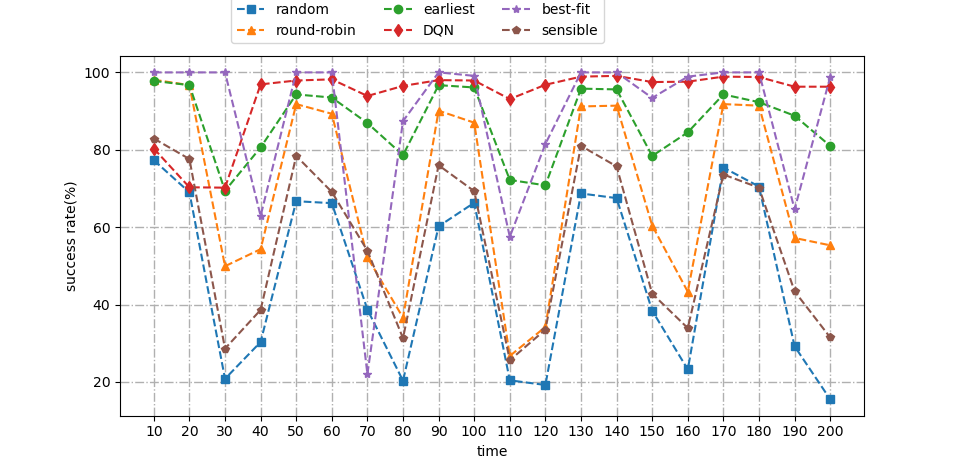 random earliest best-fit
round-robin DQN sensible
success rate(%)
100
80
60
40
20
10 20 30 40 50 60 70 80 90 100 110 120 130 140 150 160 170 180 190 200
time